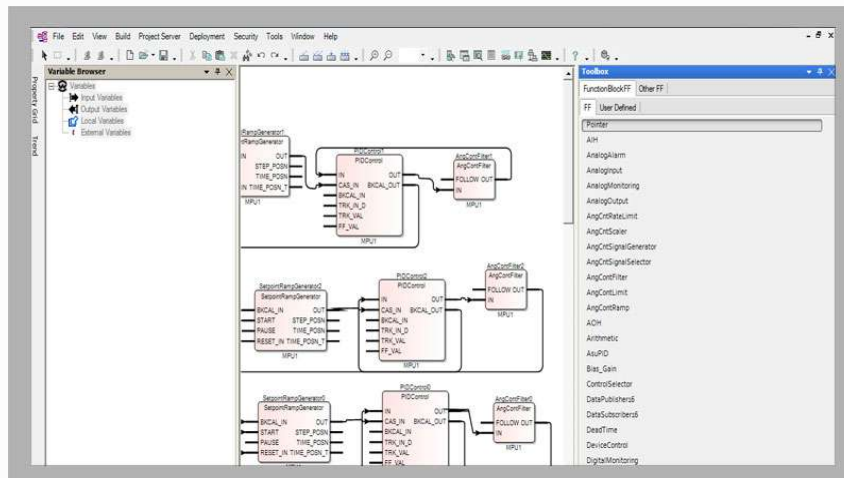 File Edit View Build Project Server Deployment Security Tools Window Help
Variable Browser
Variables
Input Variables
Output Variables
Local Variables
External Variables
Property Grid
Trend
RampGenerator1
tRampGenerator
IN OUT
STEP_POSN
TIME_POSN
IN TIME_POSN_T
MPU1
PIDControl1
PIDControl
IN OUT
CAS_IN BKCAL_OUT
BKCAL_IN
TRK_IN_D
TRK_VAL
FF_VAL
MPU1
AngContFilter1
AngContFilter
FOLLOW OUT
IN
MPU1
SetpointRampGenerator2
SetpointRampGenerator
BKCAL_IN OUT
START STEP_POSN
PAUSE TIME_POSN
RESET_IN TIME_POSN_T
MPU1
PIDControl2
PIDControl
IN OUT
CAS_IN BKCAL_OUT
BKCAL_IN
TRK_IN_D
TRK_VAL
FF_VAL
MPU1
AngContFilter2
AngContFilter
FOLLOW OUT
IN
MPU1
SetpointRampGenerator0
SetpointRampGenerator
BKCAL_IN OUT
START STEP_POSN
PAUSE TIME_POSN
RESET_IN TIME_POSN_T
PIDControl0
PIDControl
IN OUT
CAS_IN BKCAL_OUT
BKCAL_IN
TRK_IN_D
TRK_VAL
FF_VAL
AngContFilter0
AngContFilter
FOLLOW OUT
IN
MPU1
Toolbox
FunctionBlockFF Other FF
FF User Defined
Pointer
AIH
AnalogAlarm
AnalogInput
AnalogMonitoring
AnalogOutput
AngCntRateLimit
AngCntScaler
AngCntSignalGenerator
AngCntSignalSelector
AngContFilter
AngContLimit
AngContRamp
AOH
Arithmetic
AsuPID
Bias_Gain
ControlSelector
DataPublishers6
DataSubscribers6
DeadTime
DeviceControl
DigitalMonitoring